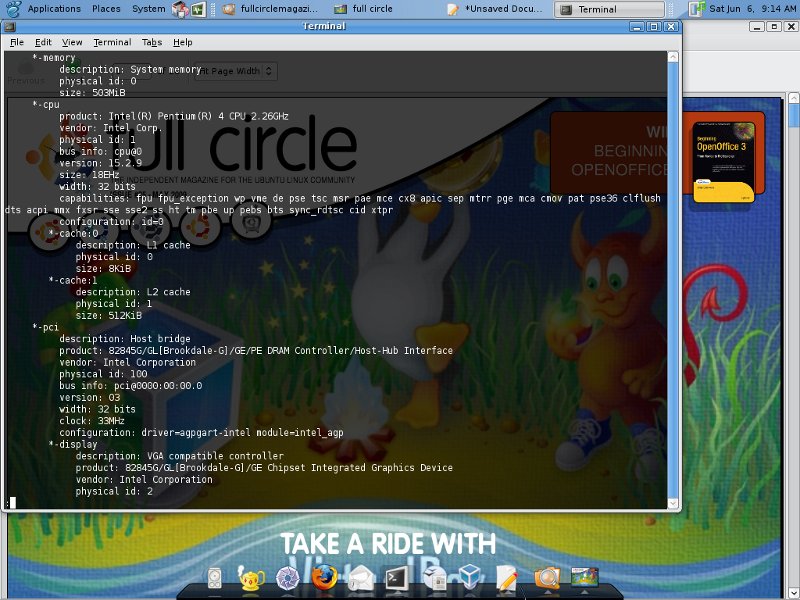 Applications Places System fullcirclemagazi... full circle *Unsaved Docu... Terminal Sat Jun 6, 9:14 AM
Terminal
File Edit View Terminal Tabs Help
Previous
Fit Page Width
*-memory
description: System memory
physical id: 0
size: 503MiB
*-cpu
product: Intel(R) Pentium(R) 4 CPU 2.26GHz
vendor: Intel Corp.
physical id: 1
bus info: cpu@0
version: 15.2.9
size: 18EHz
width: 32 bits
capabilities: fpu fpu_exception wp vme de pse tsc msr pae mce cx8 apic sep mtrr pge mca cmov pat pse36 clflush
dts acpi mmx fxsr sse sse2 ss ht tm pbe up pebs bts sync_rdtsc cid xtpr
configuration: id=3
*-cache:0
description: L1 cache
physical id: 0
size: 8KiB
*-cache:1
description: L2 cache
physical id: 1
size: 512KiB
*-pci
description: Host bridge
product: 82845G/GL[Brookdale-G]/GE/PE DRAM Controller/Host-Hub Interface
vendor: Intel Corporation
physical id: 100
bus info: pci@0000:00:00.0
version: 03
width: 32 bits
clock: 33MHz
configuration: driver=agpgart-intel module=intel_agp
*-display
description: VGA compatible controller
product: 82845G/GL[Brookdale-G]/GE Chipset Integrated Graphics Device
vendor: Intel Corporation
physical id: 2
:
full circle
THE INDEPENDENT MAGAZINE FOR THE UBUNTU LINUX COMMUNITY
MAY 2009
WI
BEGINNIN
OPENOFFICE
Beginning
OpenOffice 3
TAKE A RIDE WITH